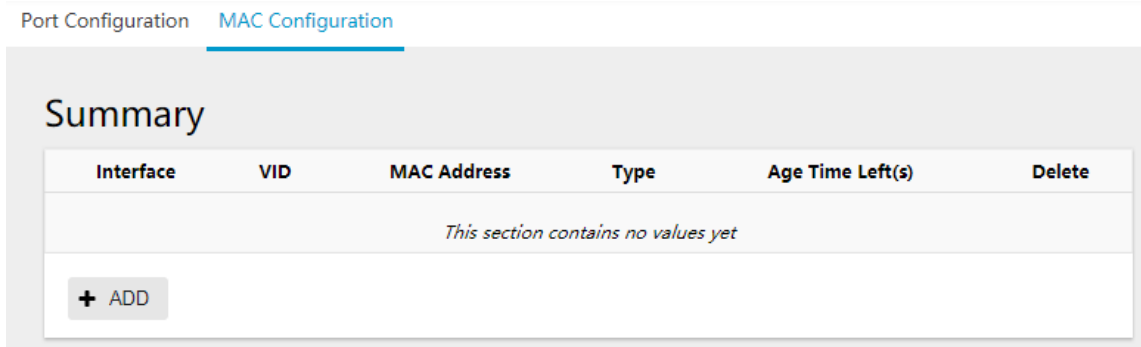 Port Configuration MAC Configuration
Summary
Interface VID MAC Address Type Age Time Left(s) Delete
This section contains no values yet
+ ADD